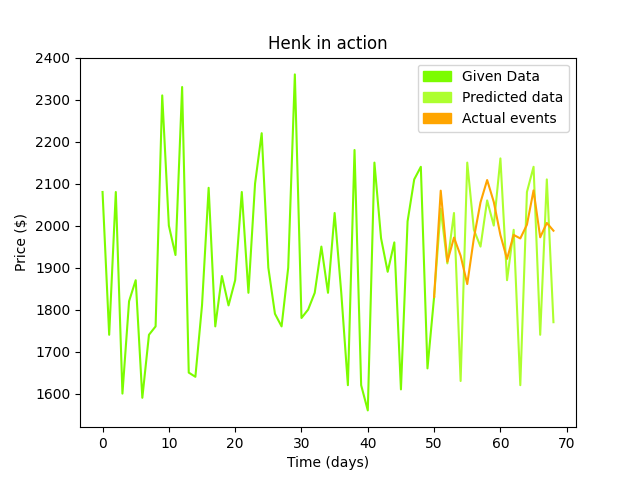 Henk in action
Given Data
Predicted data
Actual events
Price ($)
2400
2300
2200
2100
2000
1900
1800
1700
1600
0 10 20 30 40 50 60 70
Time (days)